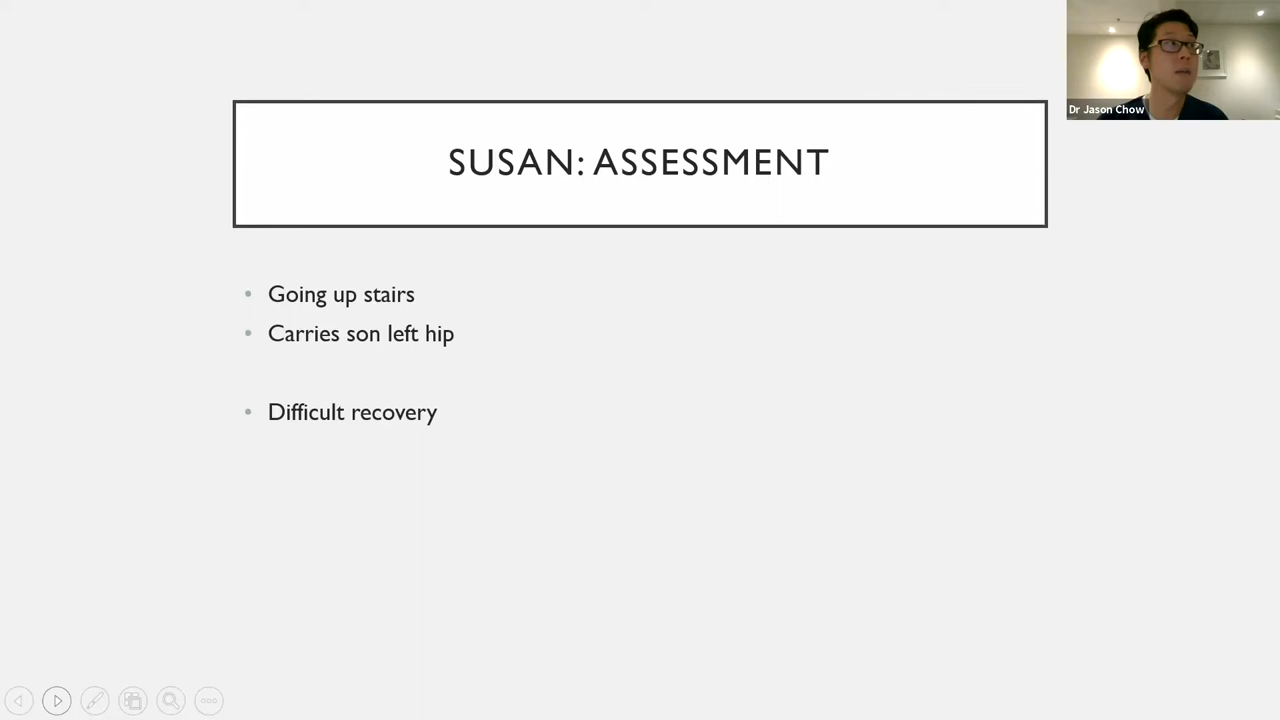 Dr Jason Chow
SUSAN: ASSESSMENT
• Going up stairs
• Carries son left hip
• Difficult recovery